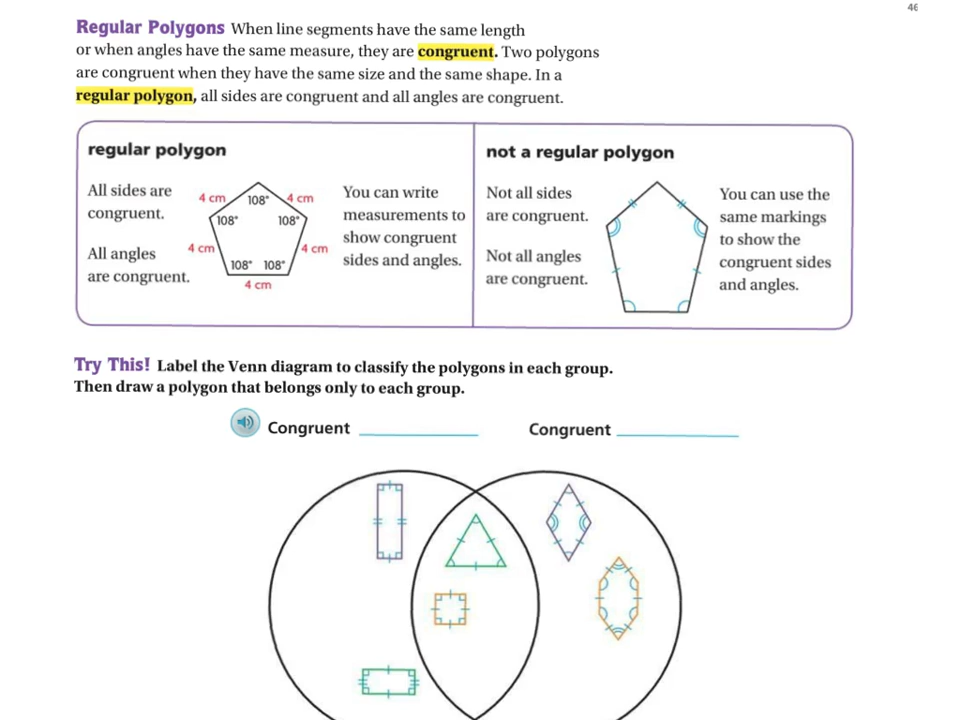 46
Regular Polygons When line segments have the same length
or when angles have the same measure, they are congruent. Two polygons
are congruent when they have the same size and the same shape. In a
regular polygon, all sides are congruent and all angles are congruent.
regular polygon
All sides are
congruent.
All angles
are congruent.
4 cm
108°
4 cm
108°
108°
4 cm
4 cm
108°
108°
4 cm
You can write
measurements to
show congruent
sides and angles.
not a regular polygon
Not all sides
are congruent.
Not all angles
are congruent.
You can use the
same markings
to show the
congruent sides
and angles.
Try This! Label the Venn diagram to classify the polygons in each group.
Then draw a polygon that belongs only to each group.
Congruent
Congruent